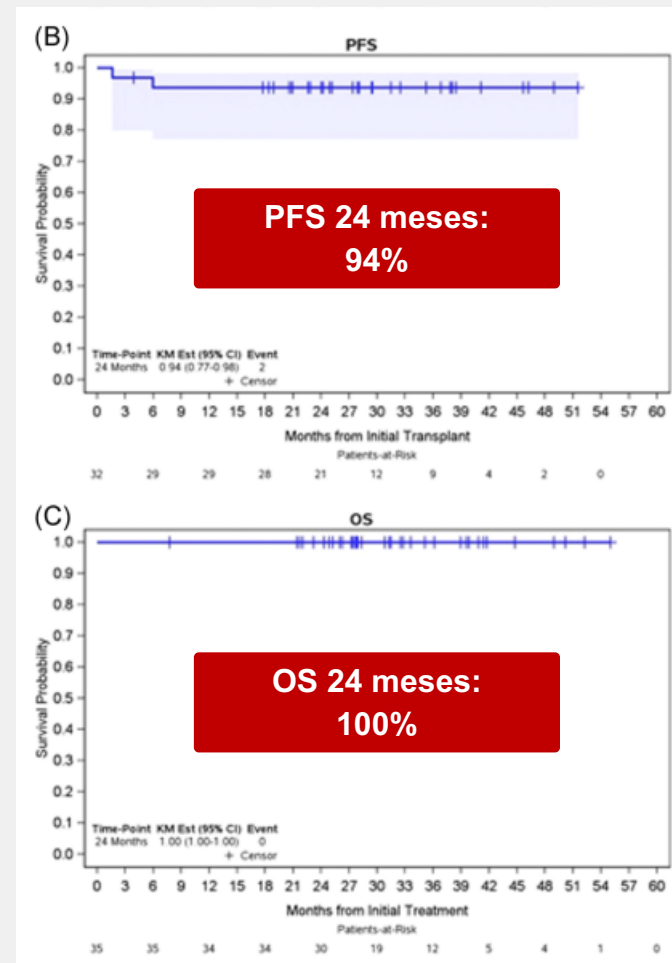 (B)
PFS
1.0
0.9
0.8
0.7
0.6
0.5
0.4
0.3
0.2
0.1
0.0
Survival Probability
PFS 24 meses:
94%
Time-Point KM Est (95% CI) Event
24 Months 0.94 (0.77-0.98) 2
+ Censor
0 3 6 9 12 15 18 21 24 27 30 33 36 39 42 45 48 51 54 57 60
Months from Initial Transplant
Patients-at-Risk
32 29 29 28 21 12 9 4 2 0
(C)
OS
1.0
0.9
0.8
0.7
0.6
0.5
0.4
0.3
0.2
0.1
0.0
Survival Probability
OS 24 meses:
100%
Time-Point KM Est (95% CI) Event
24 Months 1.00 (1.00-1.00) 0
+ Censor
0 3 6 9 12 15 18 21 24 27 30 33 36 39 42 45 48 51 54 57 60
Months from Initial Treatment
Patients-at-Risk
35 35 34 34 30 19 12 5 4 1 0